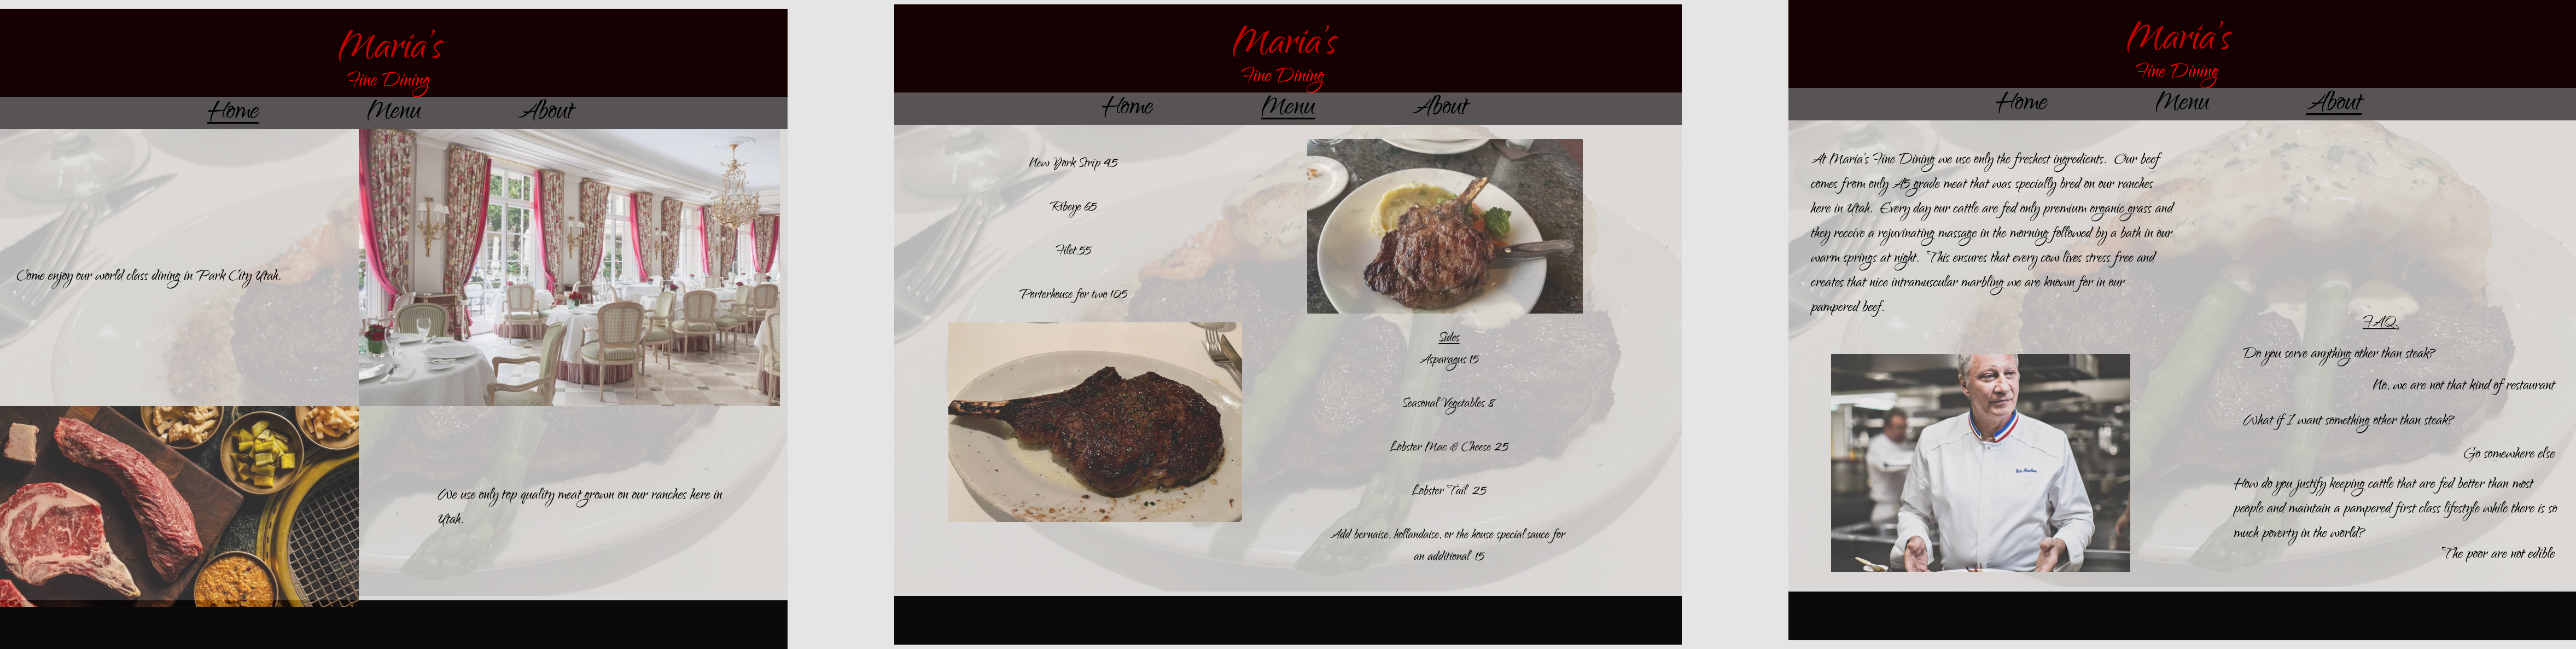 Maria's
Fine Dining
Home Menu About
Come enjoy our world class dining in Park City Utah.
We use only top quality meat grown on our ranches here in
Utah.
Maria's
Fine Dining
Home Menu About
New York Strip 45
Ribeye 65
Filet 55
Porterhouse for two 105
Sides
Asparagus 15
Seasonal Vegetables 8
Lobster Mac & Cheese 25
Lobster Tail 25
Add bernaise, hollandaise, or the house special sauce for
an additional 15
Maria's
Fine Dining
Home Menu About
At Maria's Fine Dining we use only the freshest ingredients. Our beef
comes from only A5 grade meat that was specially bred on our ranches
here in Utah. Every day our cattle are fed only premium organic grass and
they receive a rejuvinating massage in the morning followed by a bath in our
warm springs at night. This ensures that every cow lives stress free and
creates that nice intramuscular marbling we are known for in our
pampered beef.
FAQ
Do you serve anything other than steak?
No, we are not that kind of restaurant
What if I want something other than steak?
Go somewhere else
How do you justify keeping cattle that are fed better than most
people and maintain a pampered first class lifestyle while there is so
much poverty in the world?
The poor are not edible